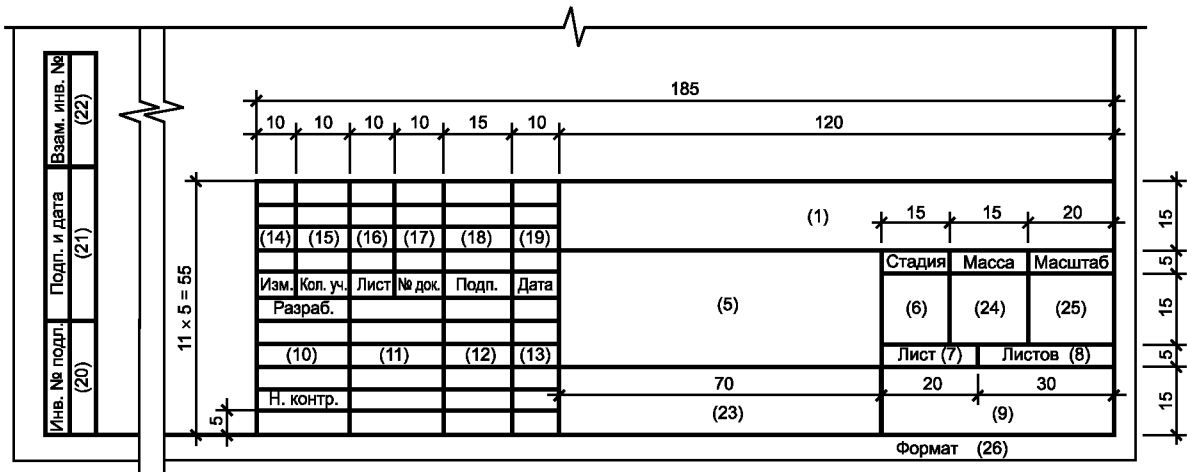 Взам. инв. №
(22)
Подп. и дата
(21)
Инв. № подл.
(20)
185
10 10 10 10 15 10 120
11 × 5 = 55
5
(1)
15 15 20
(14) (15) (16) (17) (18) (19)
Стадия Масса Масштаб
Изм. Кол. уч. Лист № док. Подп. Дата
(5)
(6) (24) (25)
Разраб.
(10) (11) (12) (13)
Лист (7) Листов (8)
70 20 30
Н. контр.
(23) (9)
15
5
15
5
15
Формат (26)